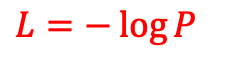 L = − log P